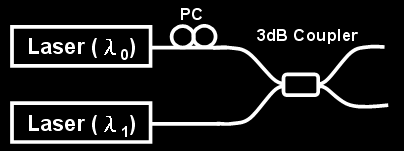 PC
Laser (λ₀)
3dB Coupler
Laser (λ₁)